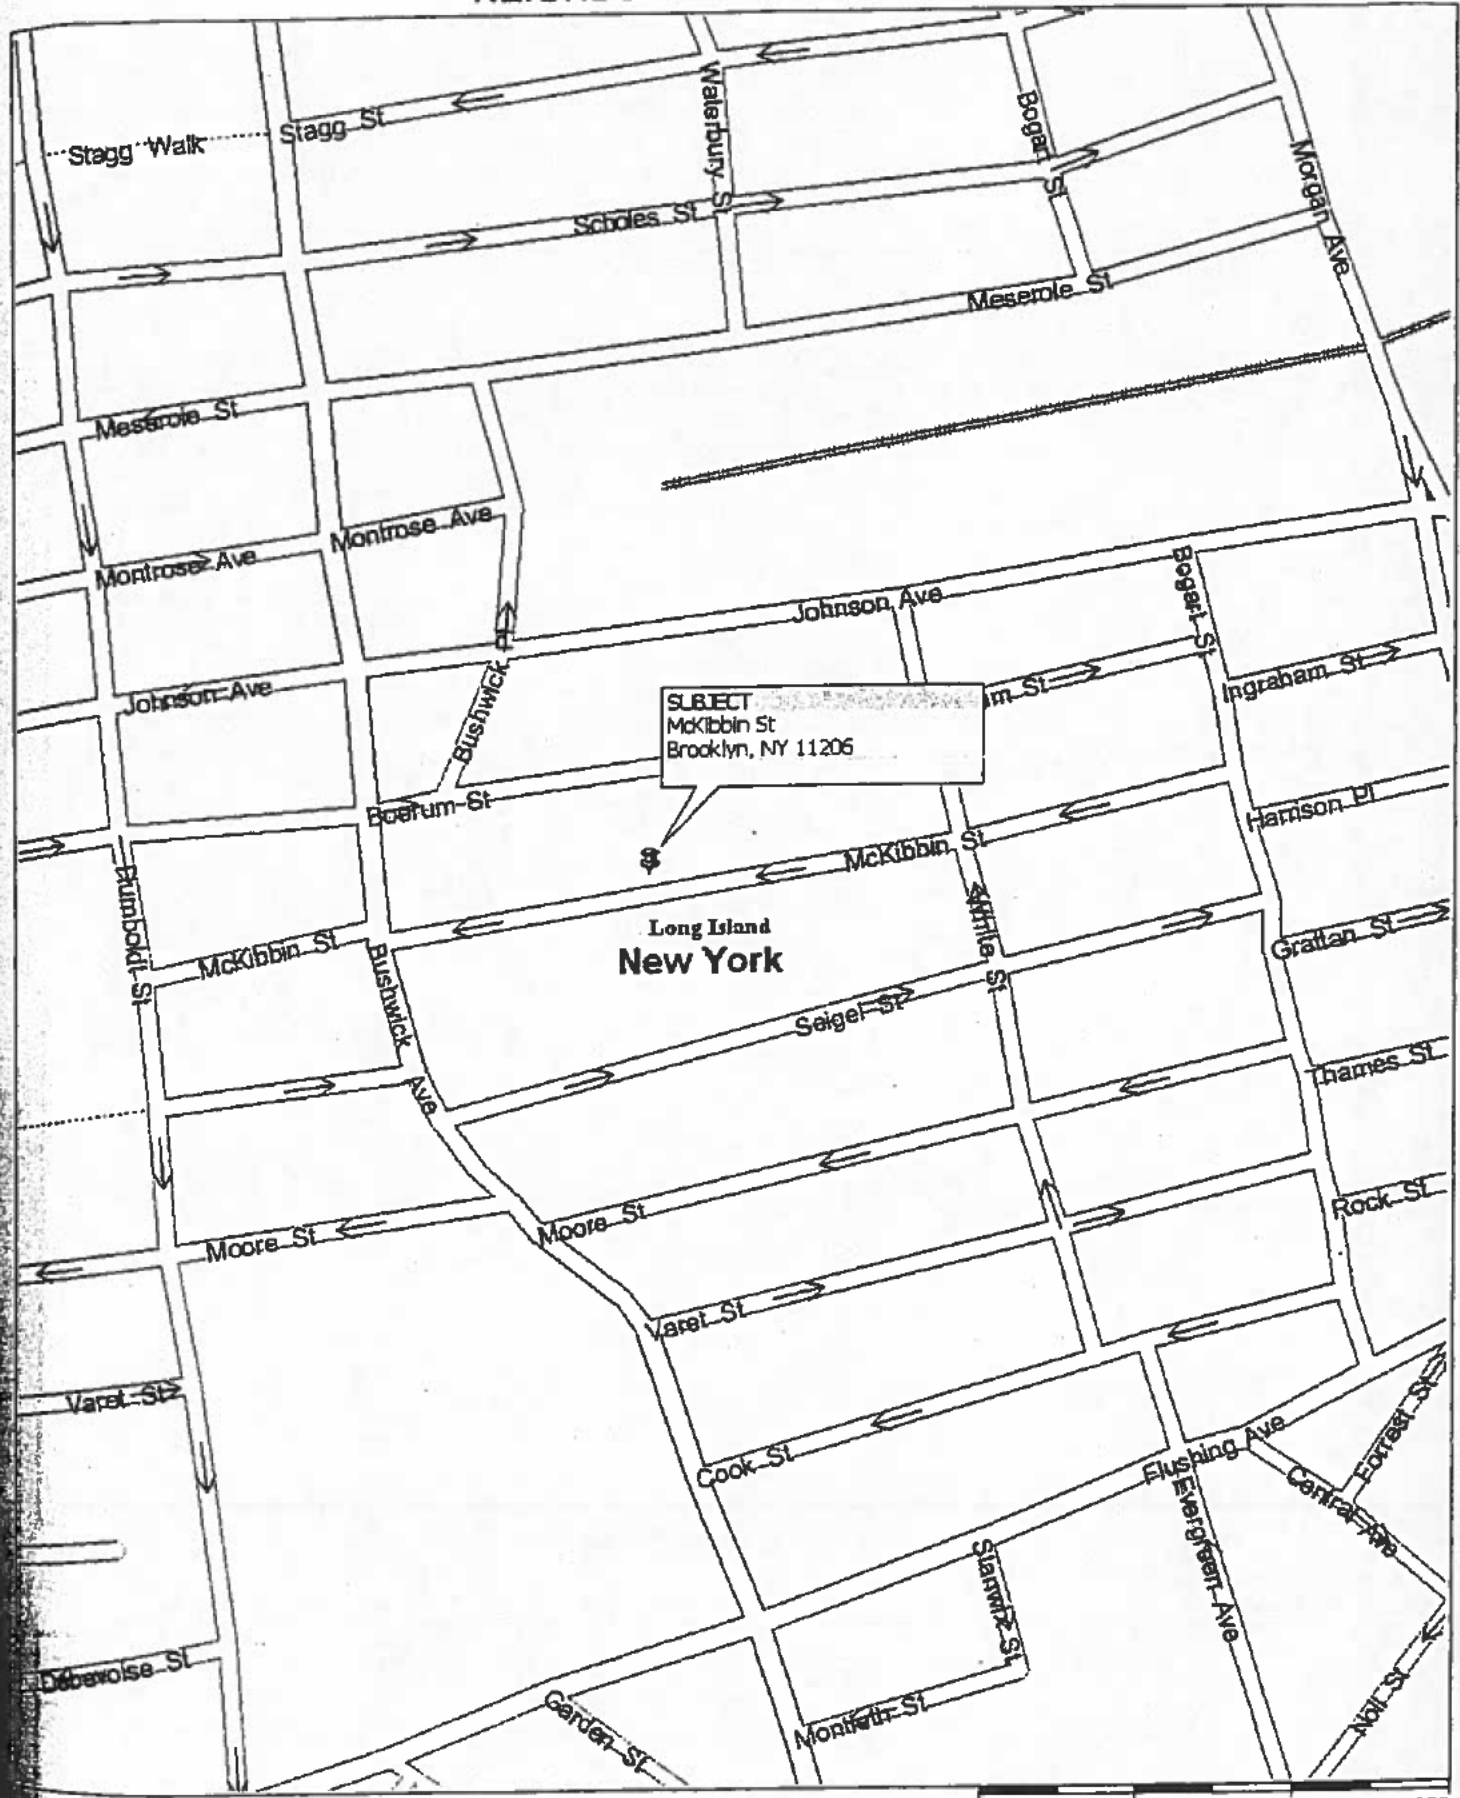 Stagg St
Stagg Walk
Waterbury St
Bogart St
Morgan Ave
Scholes St
Meserole St
Meserole St
Montrose Ave
Montrose Ave
Johnson Ave
Bogart St
Johnson Ave
Bushwick
SUBJECT
McKibbin St
Brooklyn, NY 11206
am St
Ingraham St
Boerum St
Harrison Pl
McKibbin St
Humboldt St
McKibbin St
Bushwick Ave
Long Island
New York
White St
Grattan St
Seigel St
Thames St
Moore St
Moore St
Rock St
Varet St
Varet St
Cook St
Flushing Ave
Forrest St
Central Ave
Evergreen Ave
Stanwix St
Debevoise St
Garden St
Montieth St
Noll St